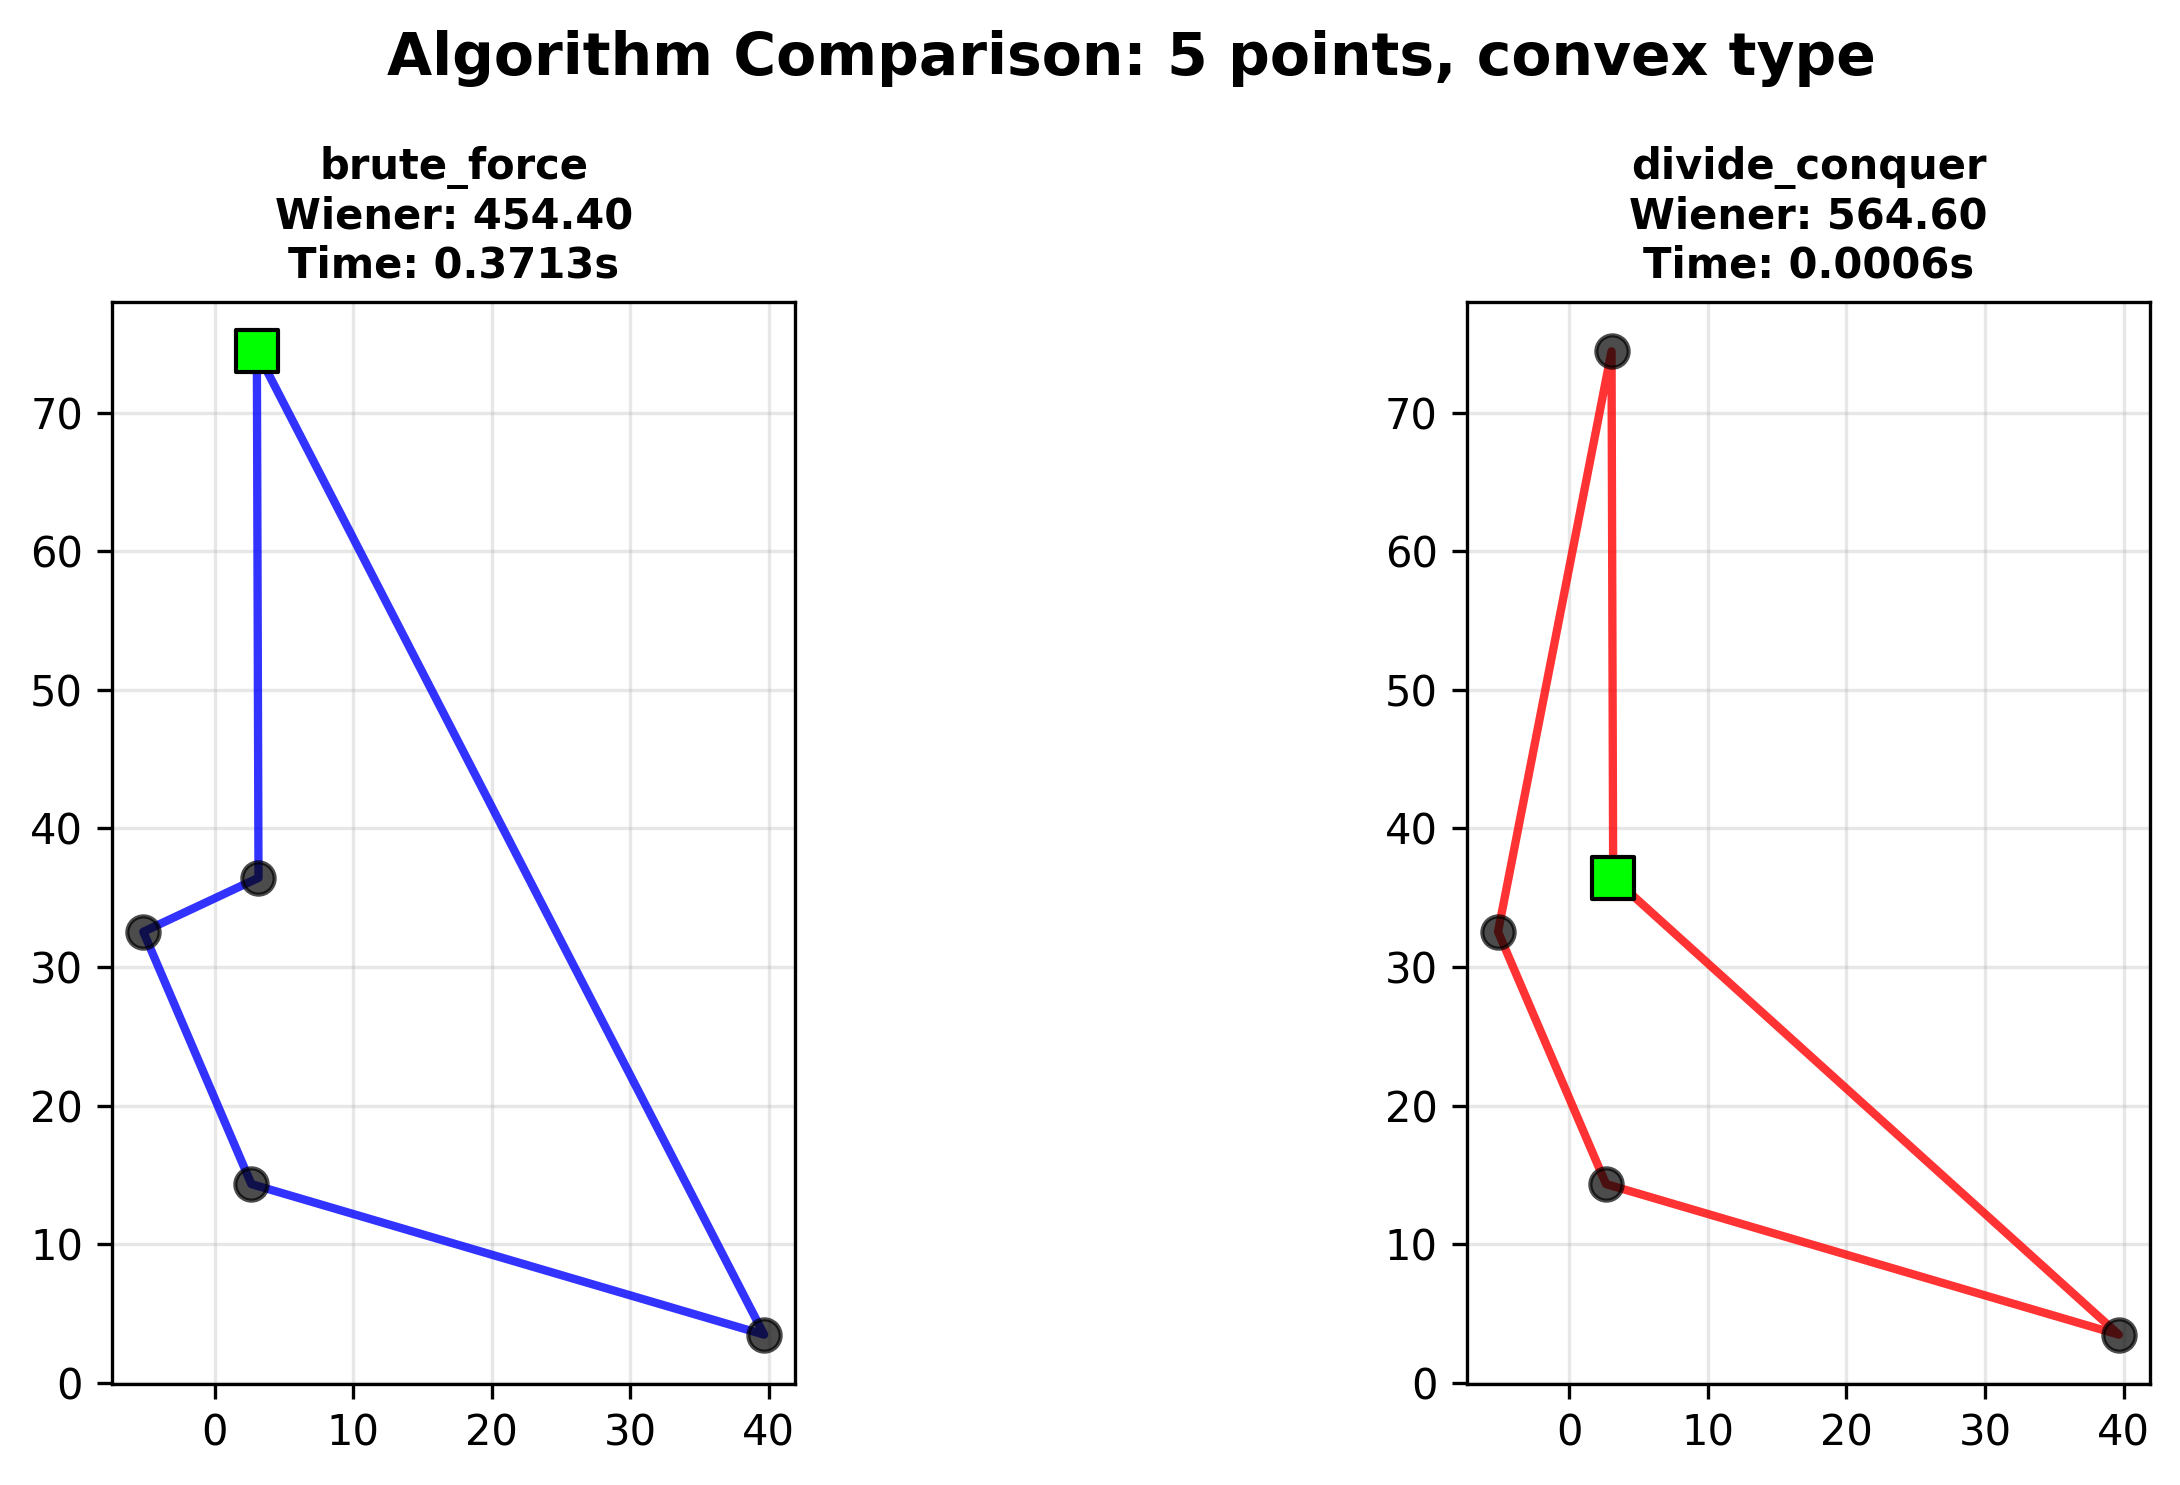 Algorithm Comparison: 5 points, convex type
brute_force
Wiener: 454.40
Time: 0.3713s
70
60
50
40
30
20
10
0
0 10 20 30 40
divide_conquer
Wiener: 564.60
Time: 0.0006s
70
60
50
40
30
20
10
0
0 10 20 30 40